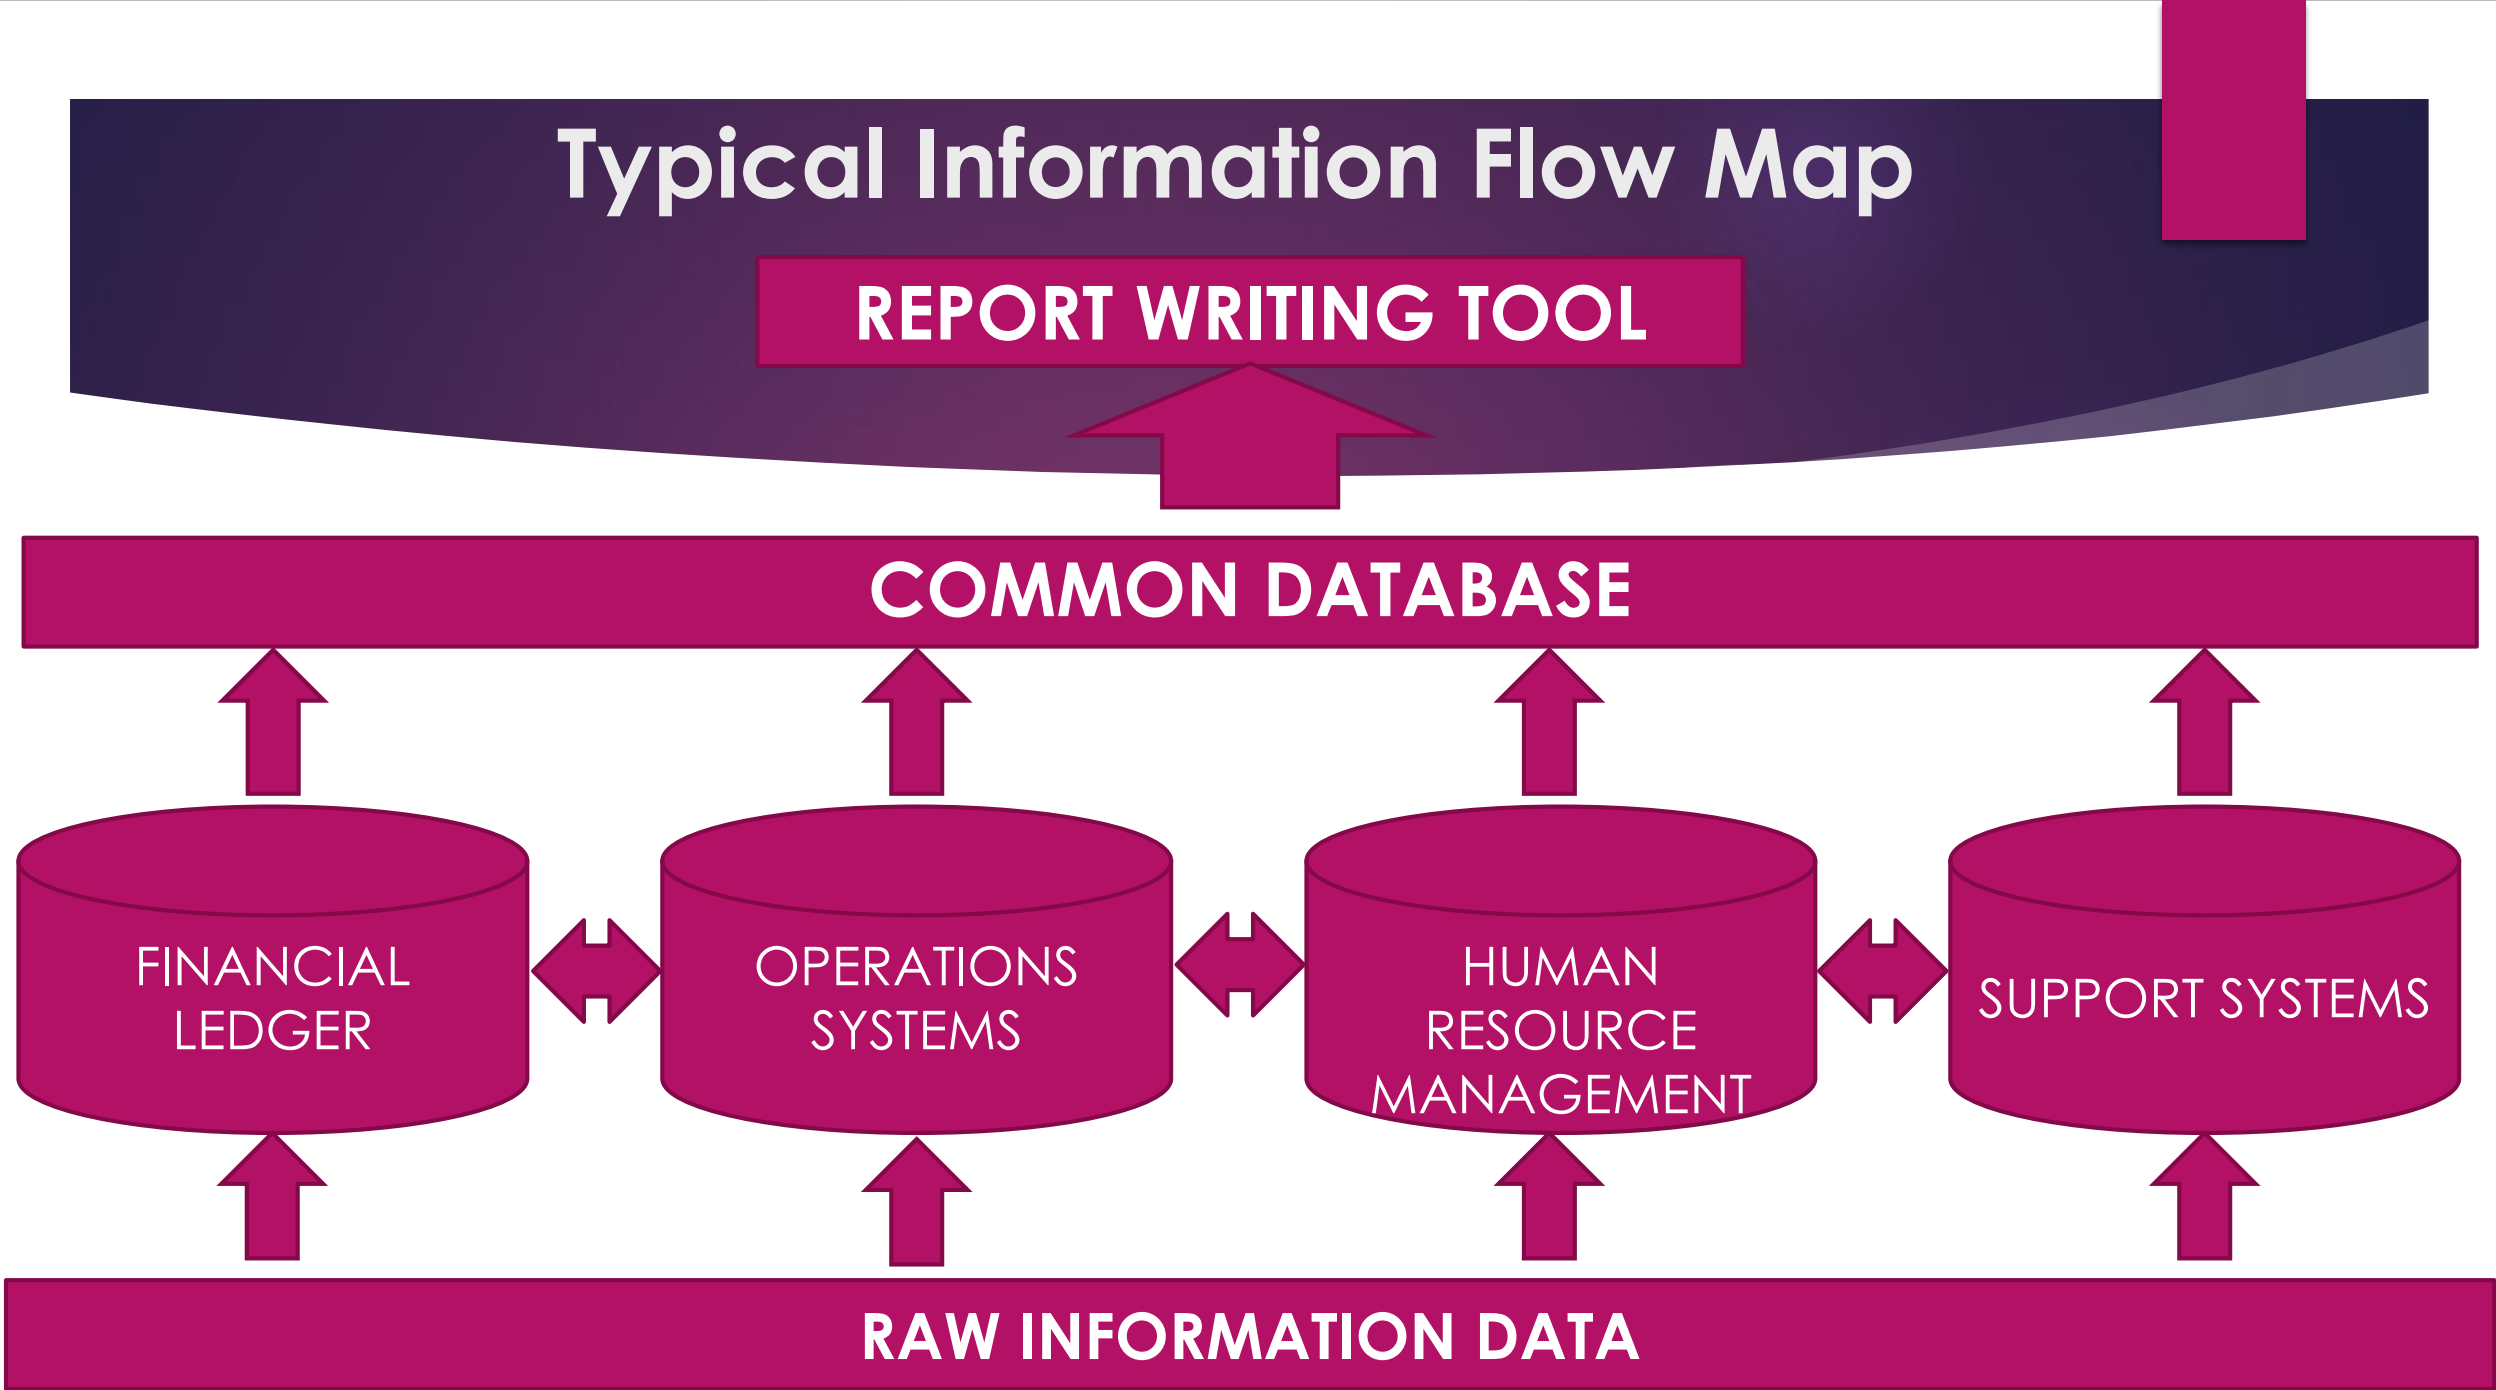 Typical Information Flow Map
REPORT WRITING TOOL
COMMON DATABASE
FINANCIAL
LEDGER
OPERATIONS
SYSTEMS
HUMAN
RESOURCE
MANAGEMENT
SUPPORT SYSTEMS
RAW INFORMATION DATA